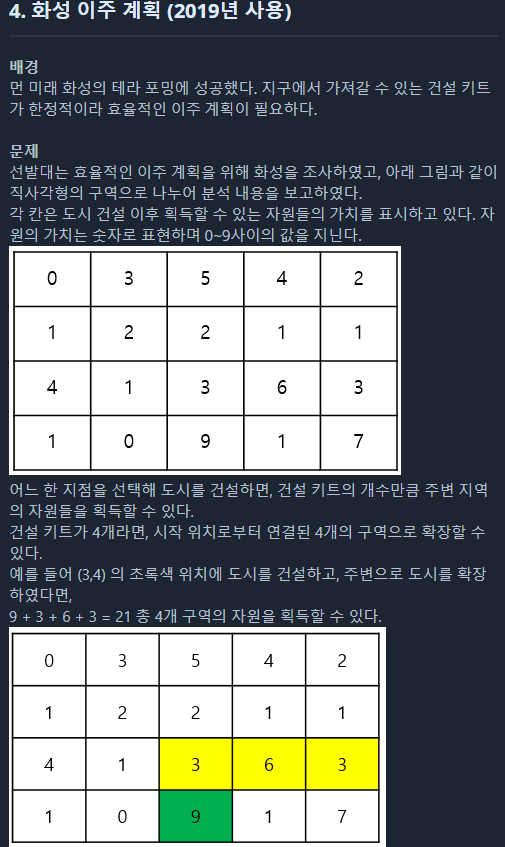 4. 화성 이주 계획 (2019년 사용)
배경
먼 미래 화성의 테라 포밍에 성공했다. 지구에서 가져갈 수 있는 건설 키트
가 한정적이라 효율적인 이주 계획이 필요하다.
문제
선발대는 효율적인 이주 계획을 위해 화성을 조사하였고, 아래 그림과 같이
직사각형의 구역으로 나누어 분석 내용을 보고하였다.
각 칸은 도시 건설 이후 획득할 수 있는 자원들의 가치를 표시하고 있다. 자
원의 가치는 숫자로 표현하며 0~9사이의 값을 지닌다.
0 3 5 4 2
1 2 2 1 1
4 1 3 6 3
1 0 9 1 7
어느 한 지점을 선택해 도시를 건설하면, 건설 키트의 개수만큼 주변 지역
의 자원들을 획득할 수 있다.
건설 키트가 4개라면, 시작 위치로부터 연결된 4개의 구역으로 확장할 수
있다.
예를 들어 (3,4) 의 초록색 위치에 도시를 건설하고, 주변으로 도시를 확장
하였다면,
9 + 3 + 6 + 3 = 21 총 4개 구역의 자원을 획득할 수 있다.
0 3 5 4 2
1 2 2 1 1
4 1 3 6 3
1 0 9 1 7